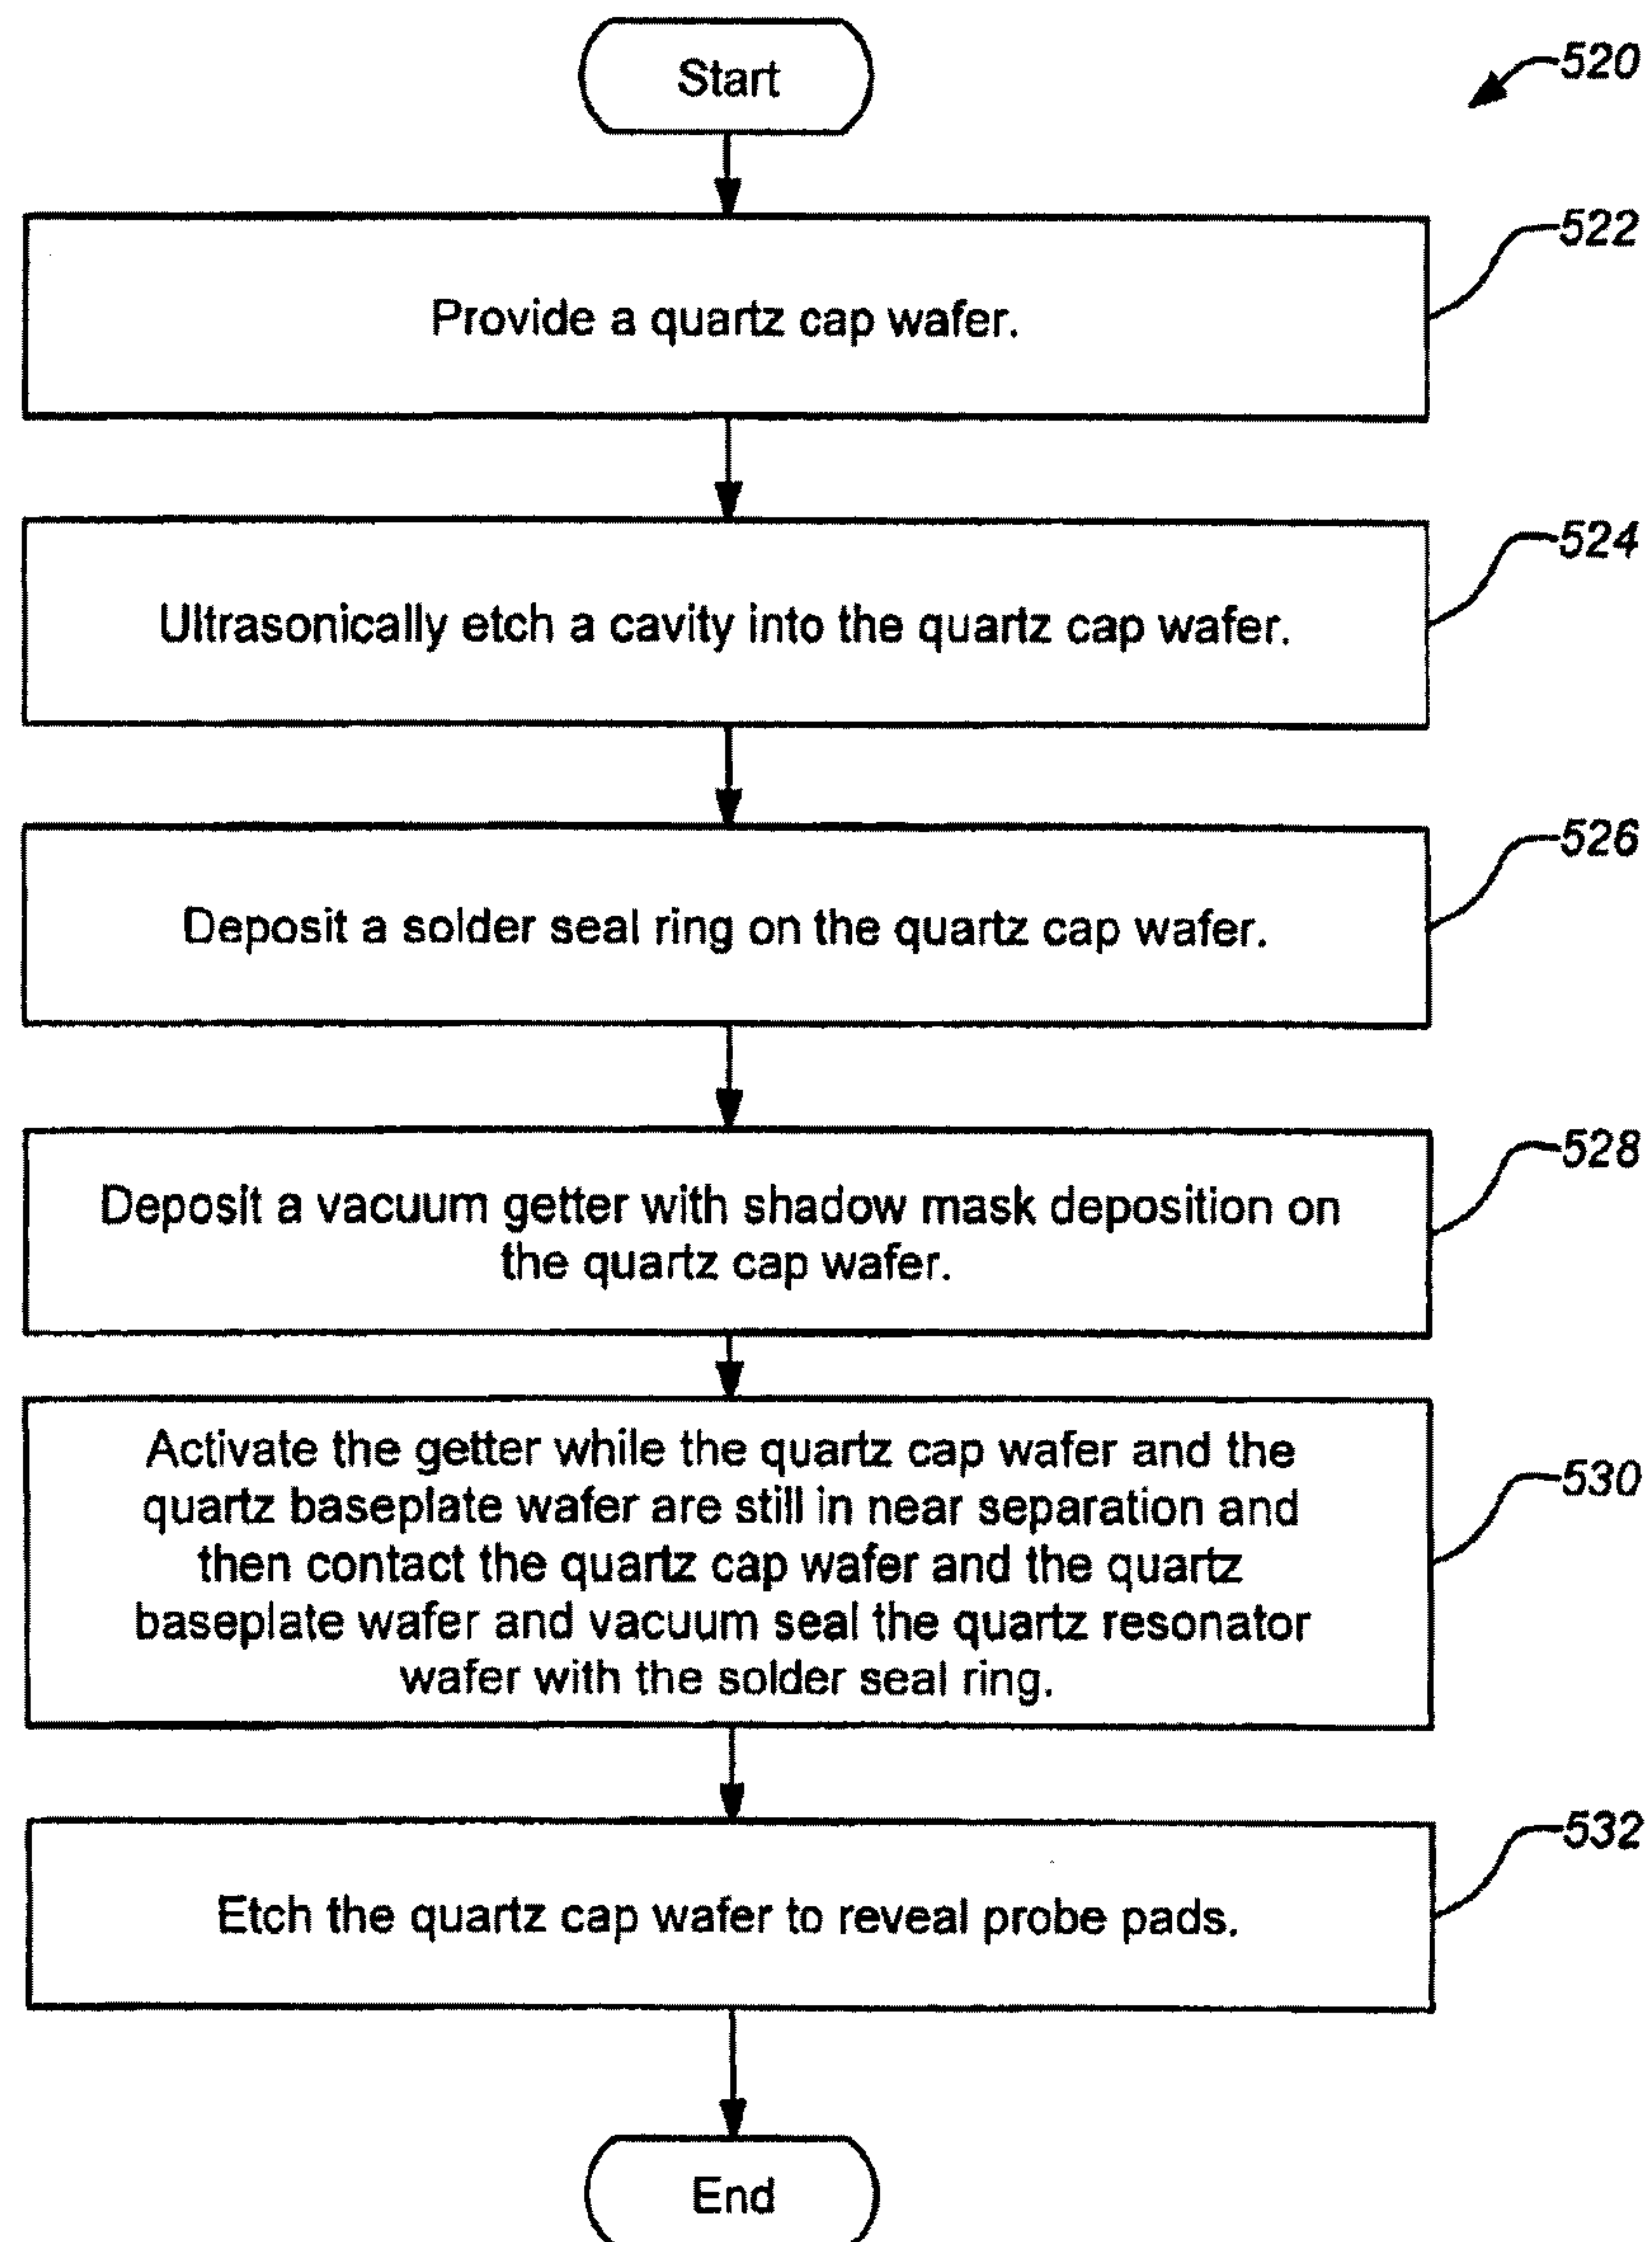 Start
520
522
Provide a quartz cap wafer.
524
Ultrasonically etch a cavity into the quartz cap wafer.
526
Deposit a solder seal ring on the quartz cap wafer.
528
Deposit a vacuum getter with shadow mask deposition on
the quartz cap wafer.
Activate the getter while the quartz cap wafer and the
530
quartz baseplate wafer are still in near separation and
then contact the quartz cap wafer and the quartz
baseplate wafer and vacuum seal the quartz resonator
wafer with the solder seal ring.
532
Etch the quartz cap wafer to reveal probe pads.
End